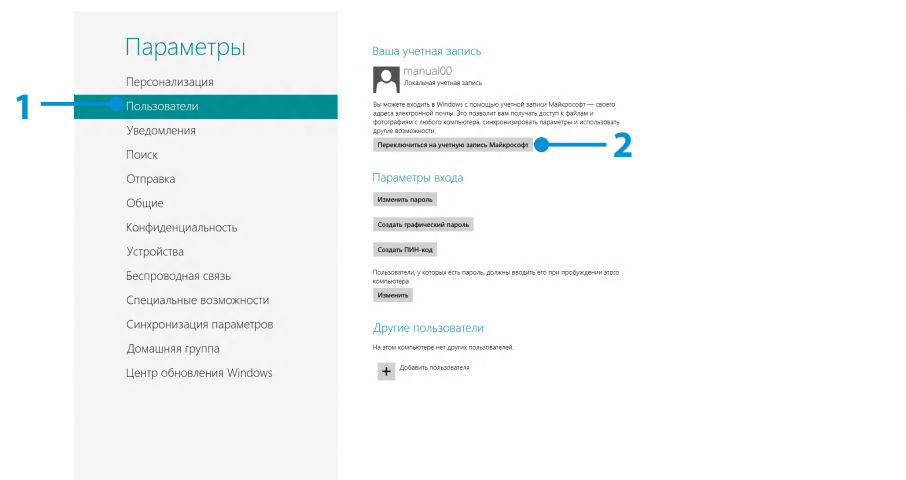 Параметры
Персонализация
1
Пользователи
Уведомления
Поиск
Отправка
Общие
Конфиденциальность
Устройства
Беспроводная связь
Специальные возможности
Синхронизация параметров
Домашняя группа
Центр обновления Windows
Ваша учетная запись
manual00
Локальная учетная запись
Вы можете входить в Windows с помощью учетной записи Майкрософт — своего
адреса электронной почты. Это позволит вам получать доступ к файлам и
фотографиям с любого компьютера, синхронизировать параметры и использовать
другие возможности.
Переключиться на учетную запись Майкрософт
2
Параметры входа
Изменить пароль
Создать графический пароль
Создать ПИН-код
Пользователи, у которых есть пароль, должны вводить его при пробуждении этого
компьютера.
Изменить
Другие пользователи
На этом компьютере нет других пользователей.
Добавить пользователя